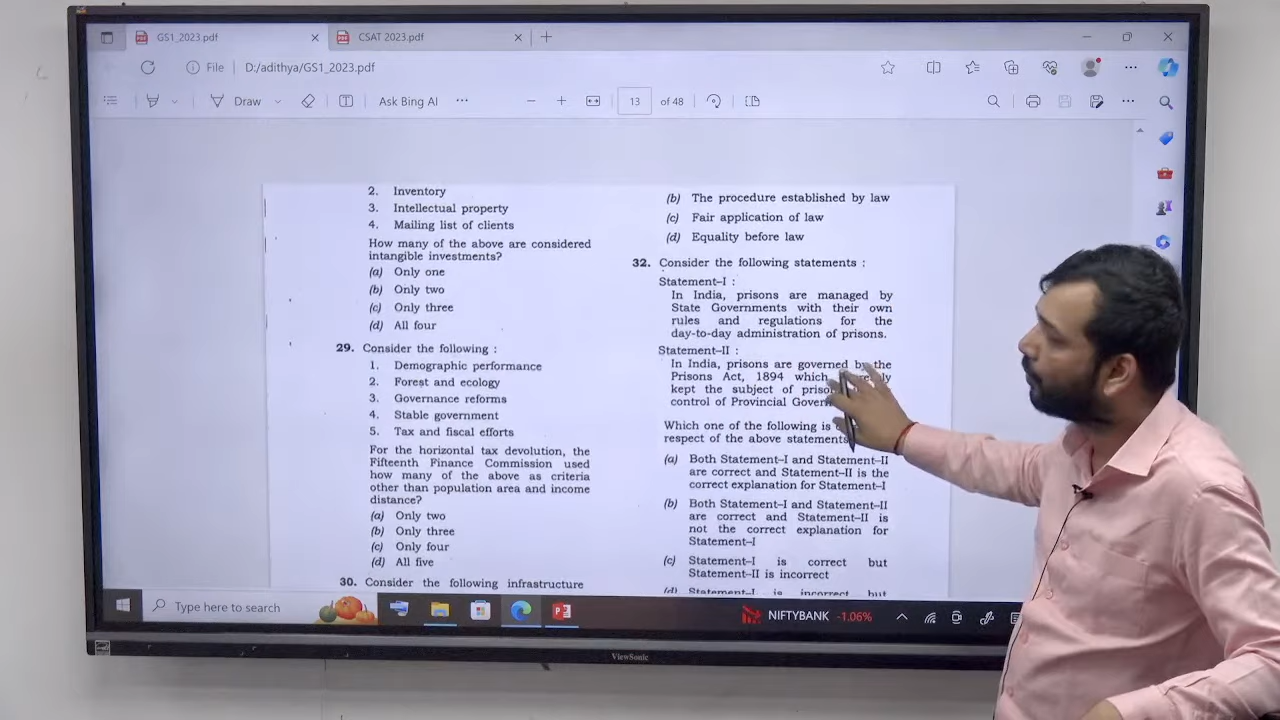 GS1_2023.pdf
CSAT 2023.pdf
File D:/adithya/GS1_2023.pdf
Draw
Ask Bing AI
13 of 48
2. Inventory
3. Intellectual property
4. Mailing list of clients
How many of the above are considered
intangible investments?
(a) Only one
(b) Only two
(c) Only three
(d) All four
29. Consider the following :
1. Demographic performance
2. Forest and ecology
3. Governance reforms
4. Stable government
5. Tax and fiscal efforts
For the horizontal tax devolution, the
Fifteenth Finance Commission used
how many of the above as criteria
other than population area and income
distance?
(a) Only two
(b) Only three
(c) Only four
(d) All five
30. Consider the following infrastructure
(b) The procedure established by law
(c) Fair application of law
(d) Equality before law
32. Consider the following statements :
Statement–I :
In India, prisons are managed by
State Governments with their own
rules and regulations for the
day-to-day administration of prisons.
Statement–II :
In India, prisons are governed by the
Prisons Act, 1894 which
kept the subject of
control of Provincial
Which one of the following is
respect of the above statements
(a) Both Statement–I and Statement–II
are correct and Statement–II is the
correct explanation for Statement–I
(b) Both Statement–I and Statement–II
are correct and Statement–II is
not the correct explanation for
Statement–I
(c) Statement–I is correct but
Statement–II is incorrect
(d) Statement–I is incorrect but
Type here to search
NIFTYBANK -1.06%
ViewSonic